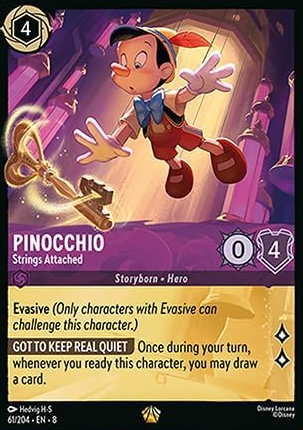 4
PINOCCHIO
Strings Attached
0
4
Storyborn • Hero
Evasive (Only characters with Evasive can
challenge this character.)
GOT TO KEEP REAL QUIET Once during your turn,
whenever you ready this character, you may draw
a card.
Hedvig H-S
61/204 • EN • 8
Disney Lorcana
©Disney